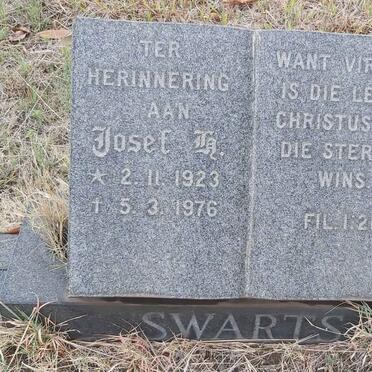 TER
HERINNERING
AAN
Josef H.
* 2.11.1923
† 5.3.1976
WANT VIR
IS DIE LE
CHRISTUS
DIE STER
WINS
FIL.1:2
SWARTS